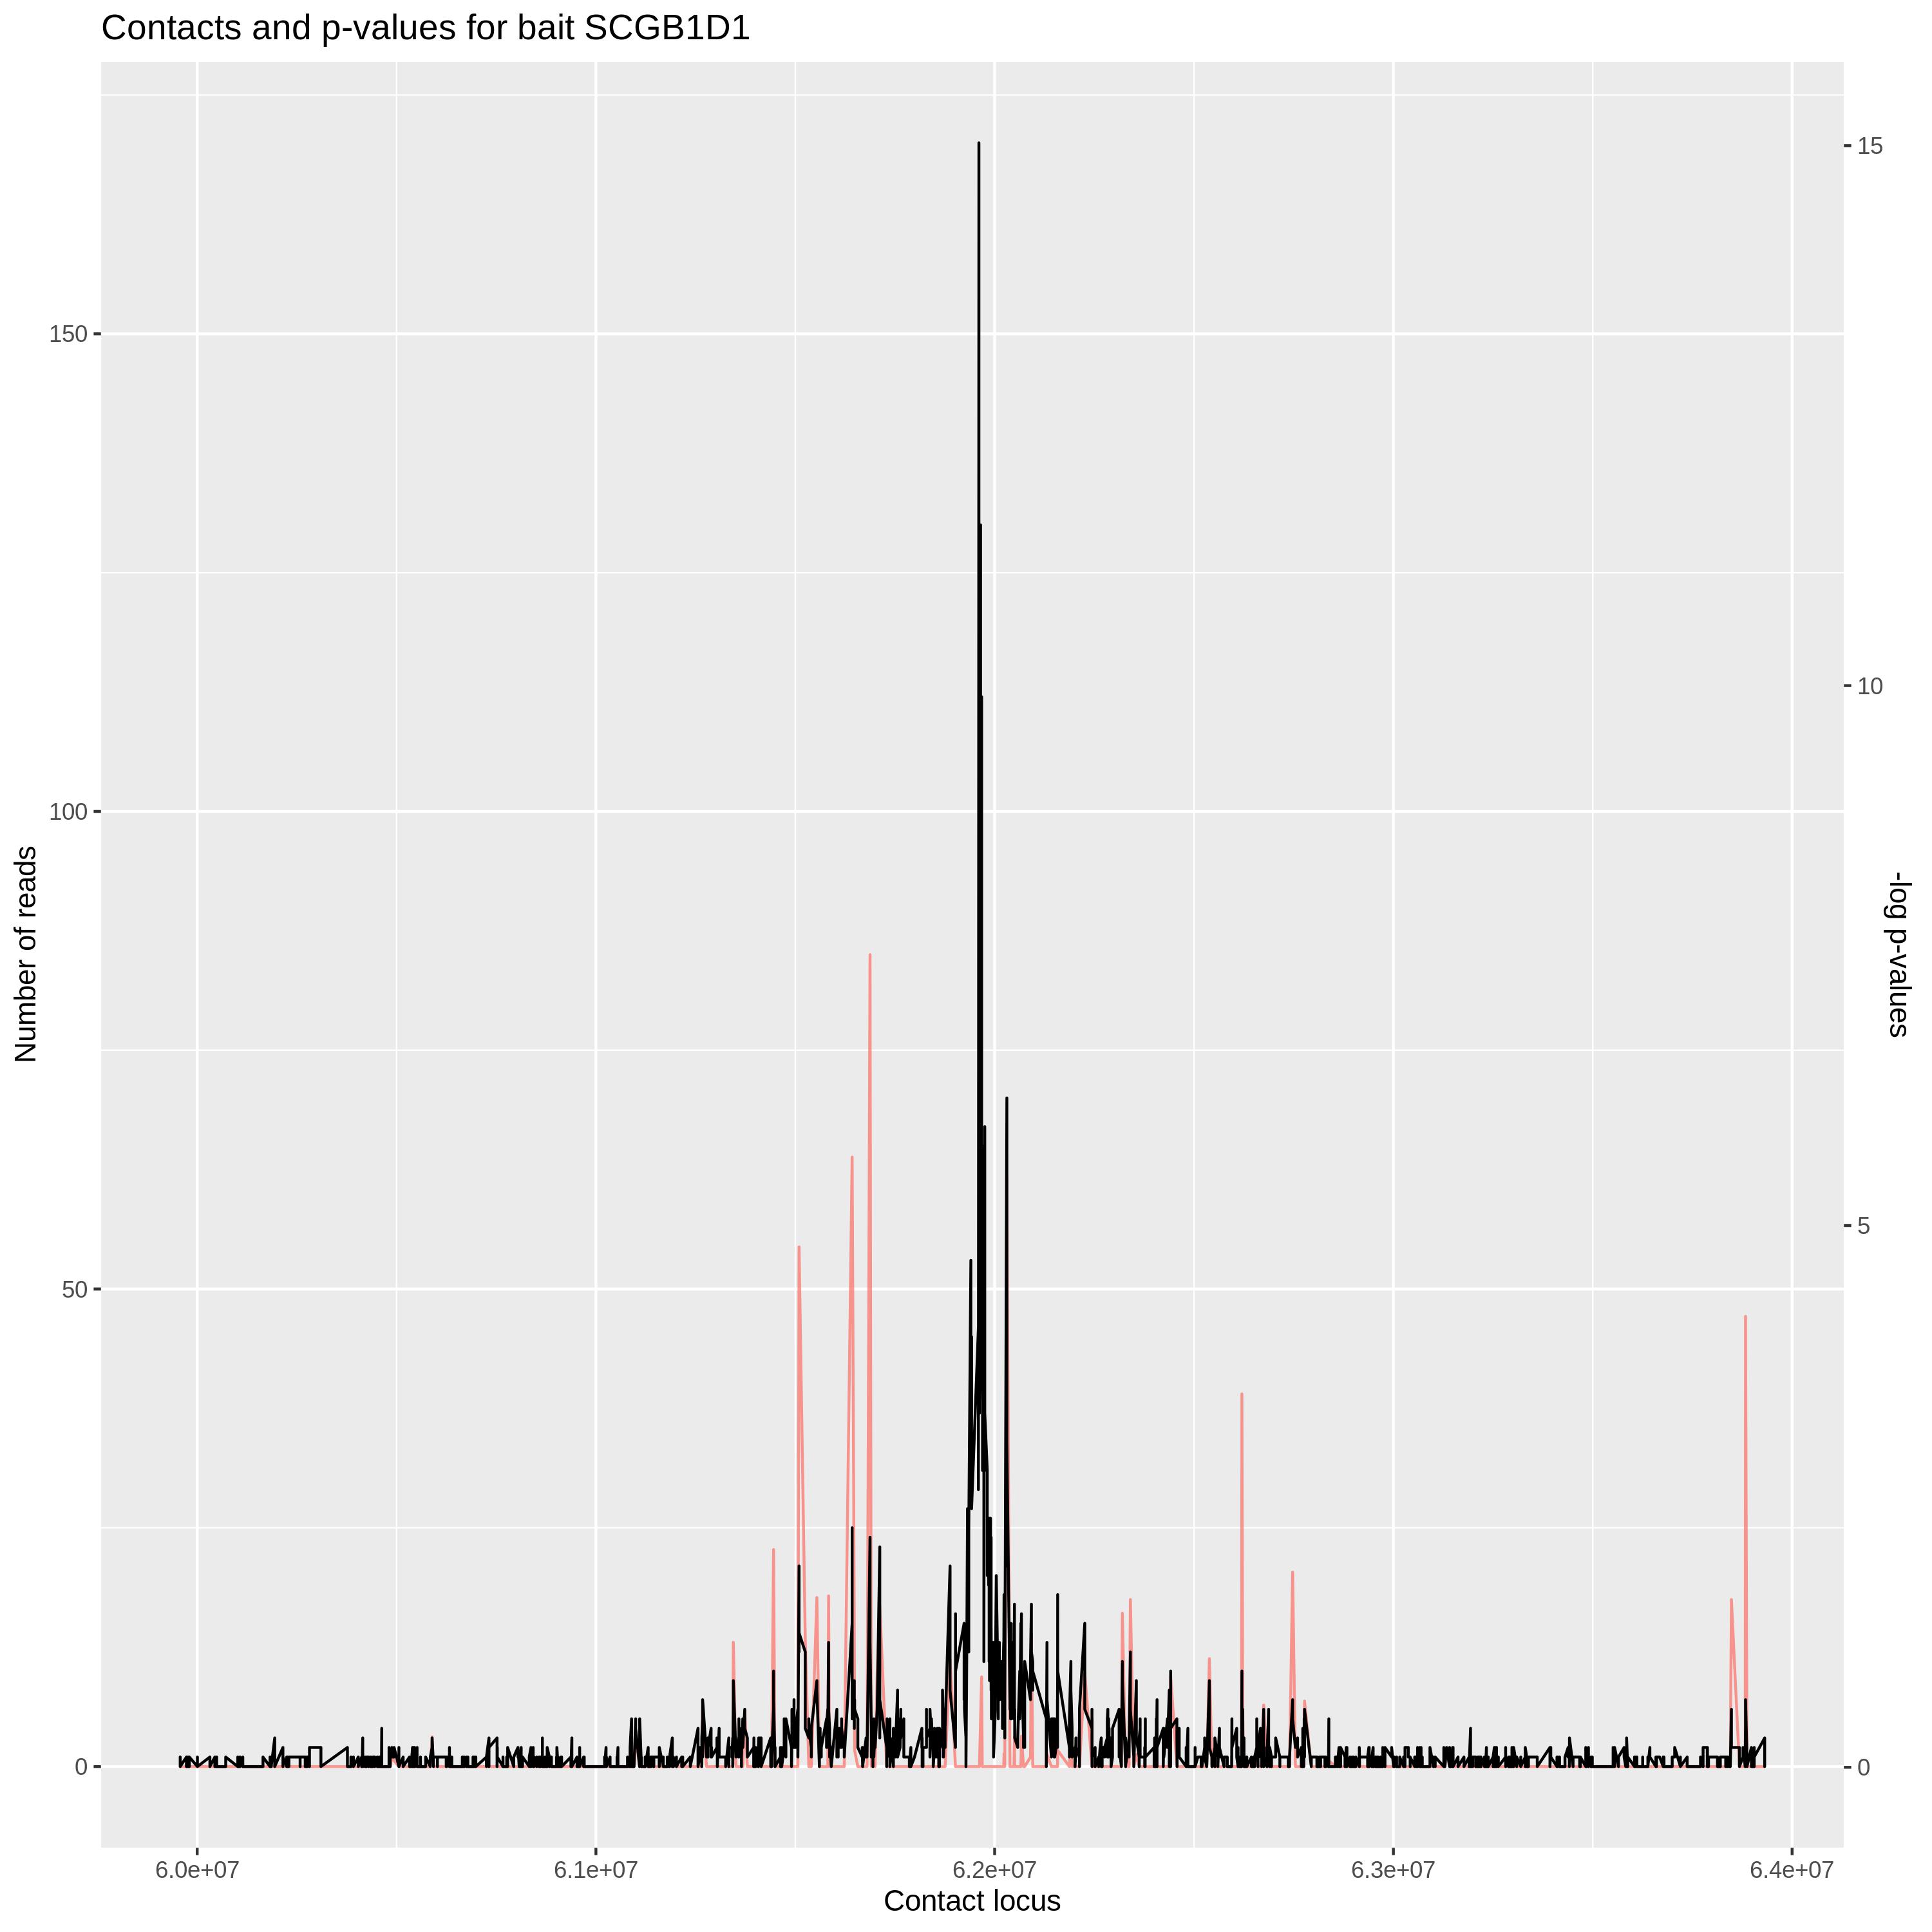 Contacts and p-values for bait SCGB1D1
150
100
50
0
Number of reads
15
10
5
0
-log p-values
6.0e+07
6.1e+07
6.2e+07
6.3e+07
6.4e+07
Contact locus